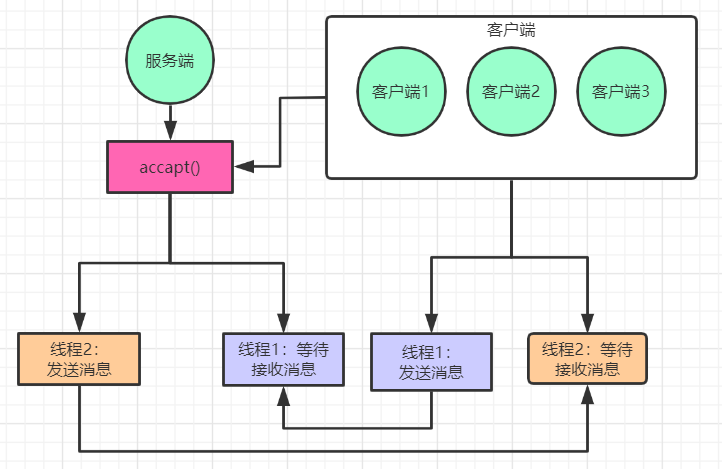 客户端
服务端
客户端1
客户端2
客户端3
accapt()
线程2：
发送消息
线程1：等待
接收消息
线程1：
发送消息
线程2：等待
接收消息